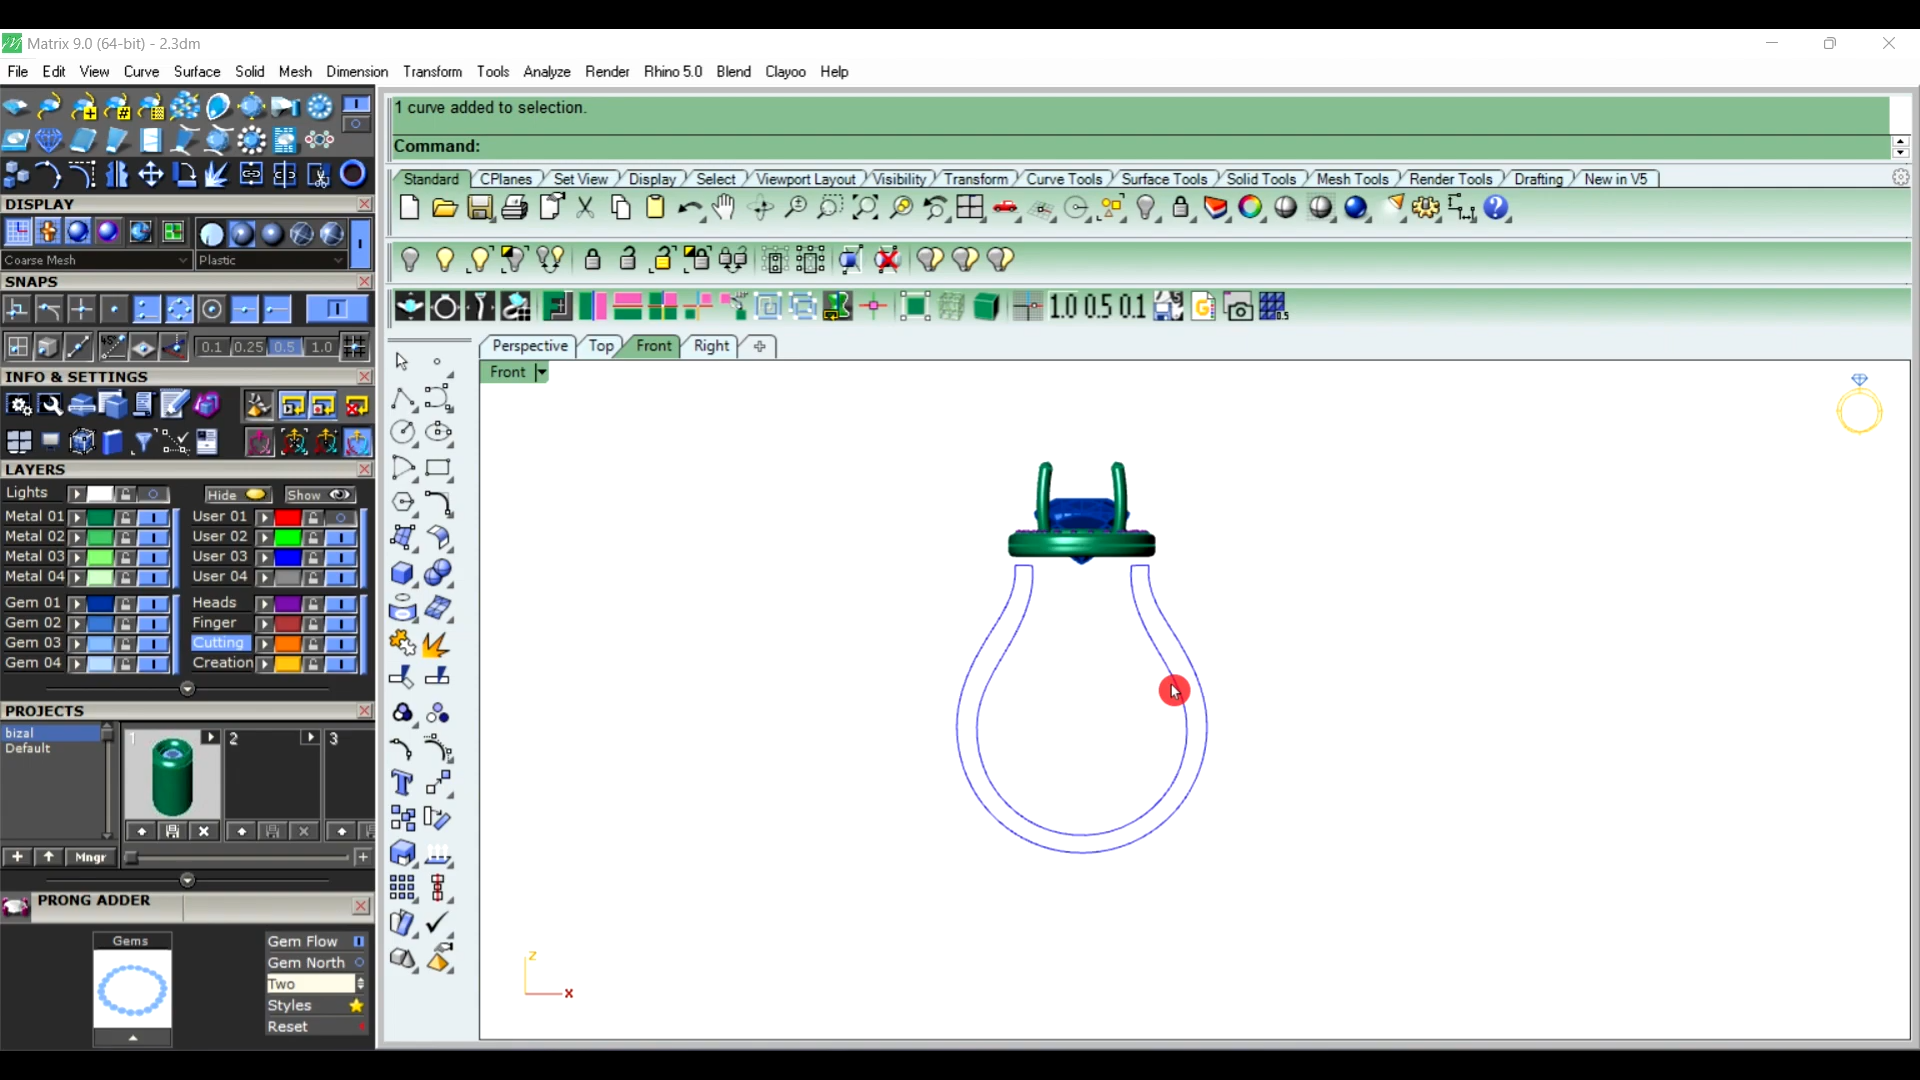 Matrix 9.0 (64-bit) - 2.3dm
File Edit View Curve Surface Solid Mesh Dimension Transform Tools Analyze Render Rhino 5.0 Blend Clayoo Help
1 curve added to selection.
Command:
Standard CPlanes Set View Display Select Viewport Layout Visibility Transform Curve Tools Surface Tools Solid Tools Mesh Tools Render Tools Drafting New in V5
DISPLAY
Coarse Mesh Plastic
SNAPS
0.1 0.25 0.5 1.0
1.0 0.5 0.1
Perspective Top Front Right
Front
INFO & SETTINGS
LAYERS
Lights Hide Show
Metal 01 User 01
Metal 02 User 02
Metal 03 User 03
Metal 04 User 04
Gem 01 Heads
Gem 02 Finger
Gem 03 Cutting
Gem 04 Creation
PROJECTS
bizal
Default
1 2 3
Mngr
PRONG ADDER
Gems
Gem Flow
Gem North
Two
Styles
Reset
z
x